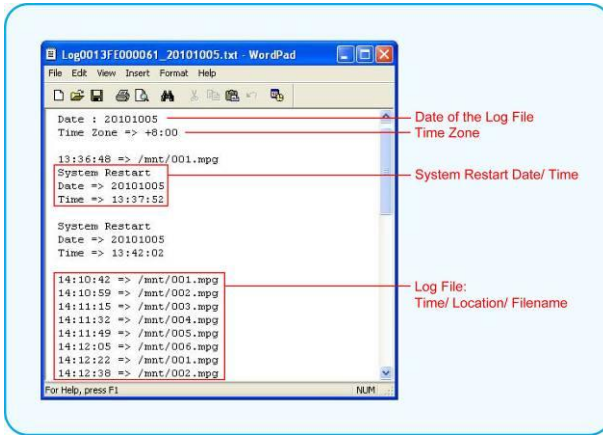 Log0013FE000061_20101005.txt - WordPad
File Edit View Insert Format Help
Date : 20101005
Time Zone => +8:00
13:36:48 => /mnt/001.mpg
System Restart
Date => 20101005
Time => 13:37:52
System Restart
Date => 20101005
Time => 13:42:02
14:10:42 => /mnt/001.mpg
14:10:59 => /mnt/002.mpg
14:11:15 => /mnt/003.mpg
14:11:32 => /mnt/004.mpg
14:11:49 => /mnt/005.mpg
14:12:05 => /mnt/006.mpg
14:12:22 => /mnt/001.mpg
14:12:38 => /mnt/002.mpg
For Help, press F1
NUM
Date of the Log File
Time Zone
System Restart Date/ Time
Log File:
Time/ Location/ Filename